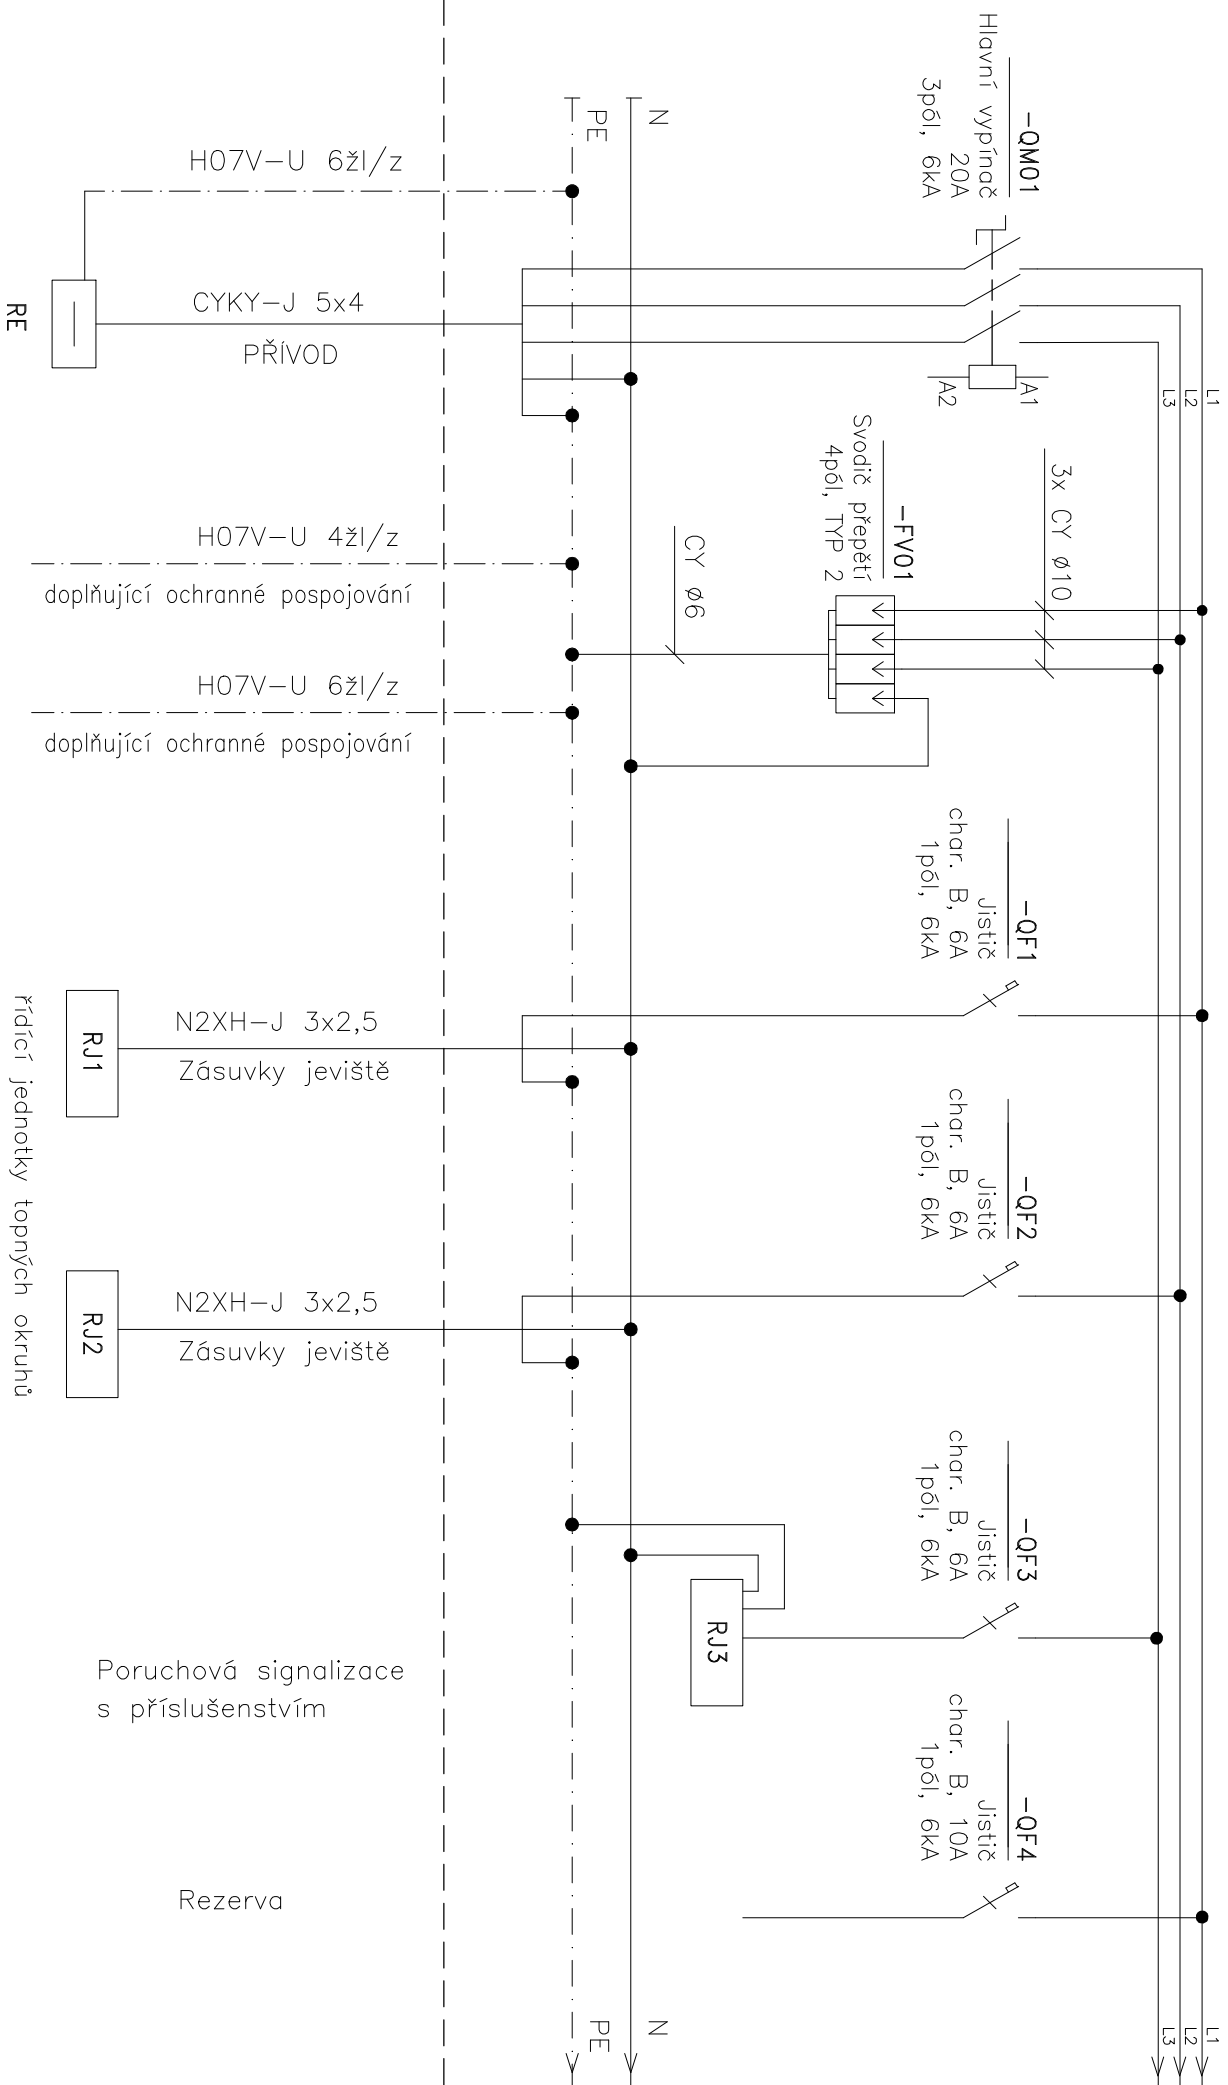 -QM01
Hlavní vypínač
20A
3pól, 6kA
N
PE
H07V-U 6žl/z
CYKY-J 5x4
PŘÍVOD
RE
A1
A2
L1
L2
L3
3x CY ø10
-FV01
Svodič přepětí
4pól, TYP 2
CY ø6
H07V-U 4žl/z
doplňující ochranné pospojování
H07V-U 6žl/z
doplňující ochranné pospojování
-QF1
Jistič
char. B, 6A
1pól, 6kA
N2XH-J 3x2,5
Zásuvky jeviště
RJ1
řídící jednotky topných okruhů
-QF2
Jistič
char. B, 6A
1pól, 6kA
N2XH-J 3x2,5
Zásuvky jeviště
RJ2
-QF3
Jistič
char. B, 6A
1pól, 6kA
RJ3
Poruchová signalizace
s příslušenstvím
-QF4
Jistič
char. B, 10A
1pól, 6kA
Rezerva
L1
L2
L3
N
PE